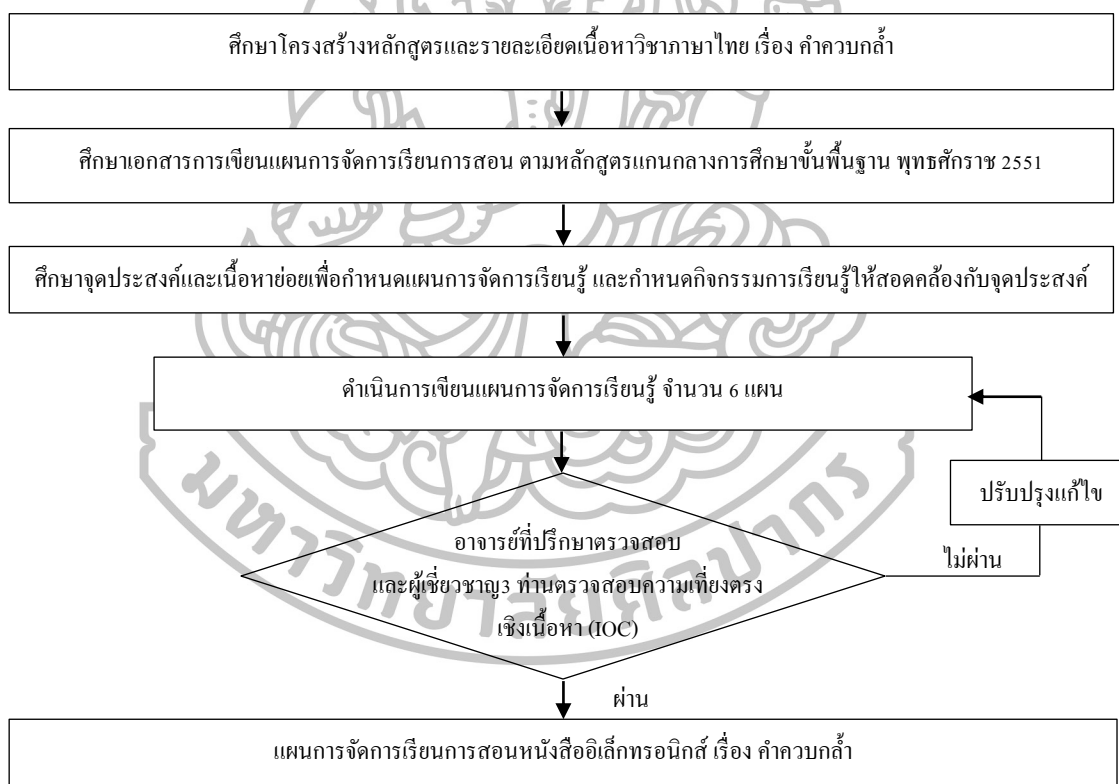 ศึกษาโครงสร้างหลักสูตรและรายละเอียดเนื้อหาวิชาภาษาไทย เรื่อง คำควบกล้ำ
ศึกษาเอกสารการเขียนแผนการจัดการเรียนการสอน ตามหลักสูตรแกนกลางการศึกษาขั้นพื้นฐาน พุทธศักราช 2551
ศึกษาจุดประสงค์และเนื้อหาย่อยเพื่อกำหนดแผนการจัดการเรียนรู้ และกำหนดกิจกรรมการเรียนรู้ให้สอดคล้องกับจุดประสงค์
ดำเนินการเขียนแผนการจัดการเรียนรู้ จำนวน 6 แผน
ปรับปรุงแก้ไข
อาจารย์ที่ปรึกษาตรวจสอบ
และผู้เชี่ยวชาญ3 ท่านตรวจสอบความเที่ยงตรง
เชิงเนื้อหา (IOC)
ไม่ผ่าน
ผ่าน
แผนการจัดการเรียนการสอนหนังสืออิเล็กทรอนิกส์ เรื่อง คำควบกล้ำ
มหาวิทยาลัยศิลปากร